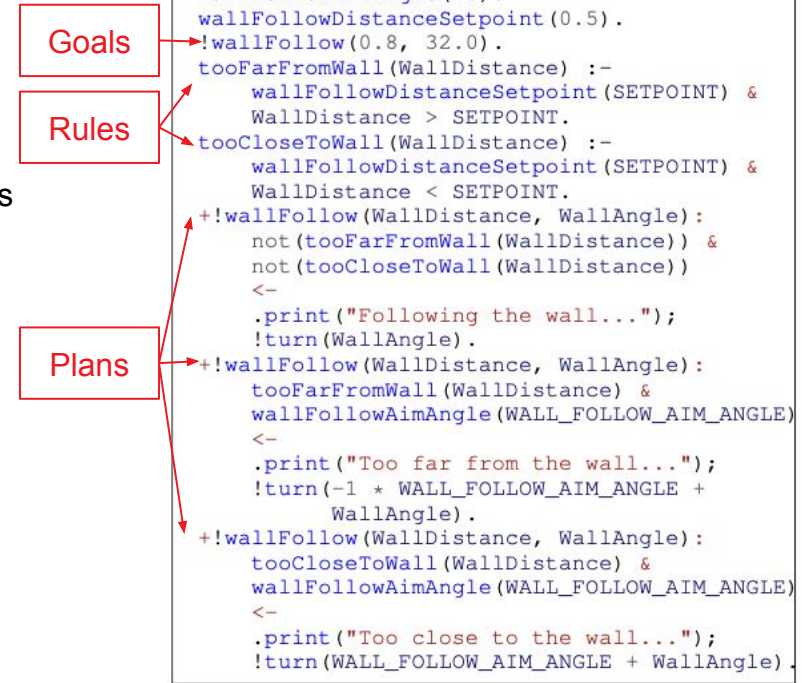 wallFollowDistanceSetpoint(0.5).
Goals
!wallFollow(0.8, 32.0).
tooFarFromWall(WallDistance) :-
wallFollowDistanceSetpoint(SETPOINT) &
WallDistance > SETPOINT.
Rules
tooCloseToWall(WallDistance) :-
wallFollowDistanceSetpoint(SETPOINT) &
WallDistance < SETPOINT.
s
+!wallFollow(WallDistance, WallAngle):
not(tooFarFromWall(WallDistance)) &
not(tooCloseToWall(WallDistance))
<-
.print("Following the wall...");
!turn(WallAngle).
Plans
+!wallFollow(WallDistance, WallAngle):
tooFarFromWall(WallDistance) &
wallFollowAimAngle(WALL_FOLLOW_AIM_ANGLE)
<-
.print("Too far from the wall...");
!turn(-1 * WALL_FOLLOW_AIM_ANGLE +
WallAngle).
+!wallFollow(WallDistance, WallAngle):
tooCloseToWall(WallDistance) &
wallFollowAimAngle(WALL_FOLLOW_AIM_ANGLE)
<-
.print("Too close to the wall...");
!turn(WALL_FOLLOW_AIM_ANGLE + WallAngle).